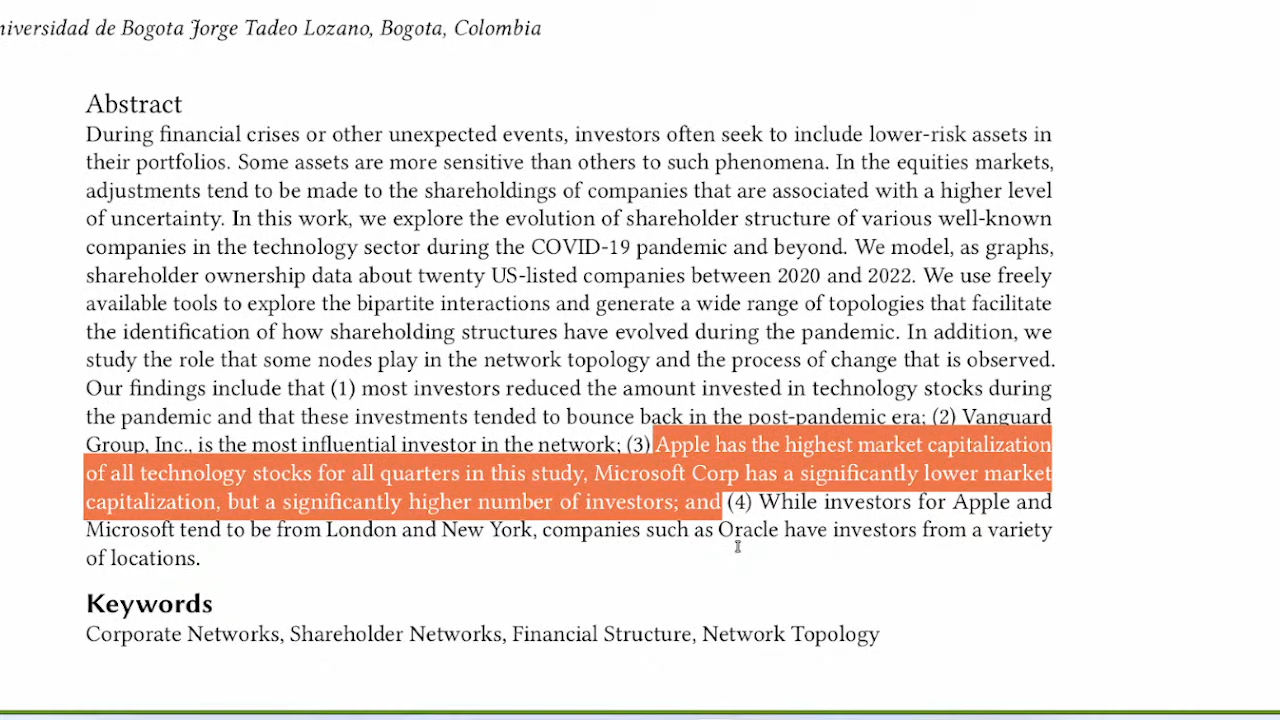 de Bogota Jorge Tadeo Lozano, Bogota, Colombia
Abstract
During financial crises or other unexpected events, investors often seek to include lower-risk assets in
their portfolios. Some assets are more sensitive than others to such phenomena. In the equities markets,
adjustments tend to be made to the shareholdings of companies that are associated with a higher level
of uncertainty. In this work, we explore the evolution of shareholder structure of various well-known
companies in the technology sector during the COVID-19 pandemic and beyond. We model, as graphs,
shareholder ownership data about twenty US-listed companies between 2020 and 2022. We use freely
available tools to explore the bipartite interactions and generate a wide range of topologies that facilitate
the identification of how shareholding structures have evolved during the pandemic. In addition, we
study the role that some nodes play in the network topology and the process of change that is observed.
Our findings include that (1) most investors reduced the amount invested in technology stocks during
the pandemic and that these investments tended to bounce back in the post-pandemic era; (2) Vanguard
Group, Inc., is the most influential investor in the network; (3) Apple has the highest market capitalization
of all technology stocks for all quarters in this study, Microsoft Corp has a significantly lower market
capitalization, but a significantly higher number of investors; and (4) While investors for Apple and
Microsoft tend to be from London and New York, companies such as Oracle have investors from a variety
of locations.
Keywords
Corporate Networks, Shareholder Networks, Financial Structure, Network Topology